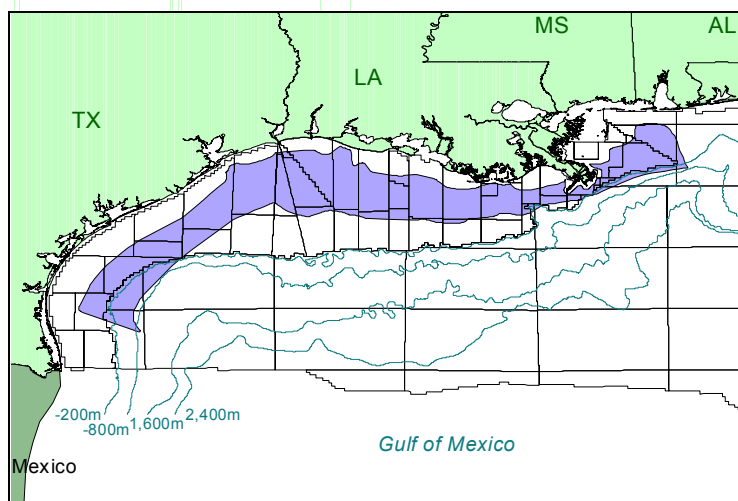 MS
AL
LA
TX
-200m
-800m
1,600m
2,400m
Gulf of Mexico
Mexico